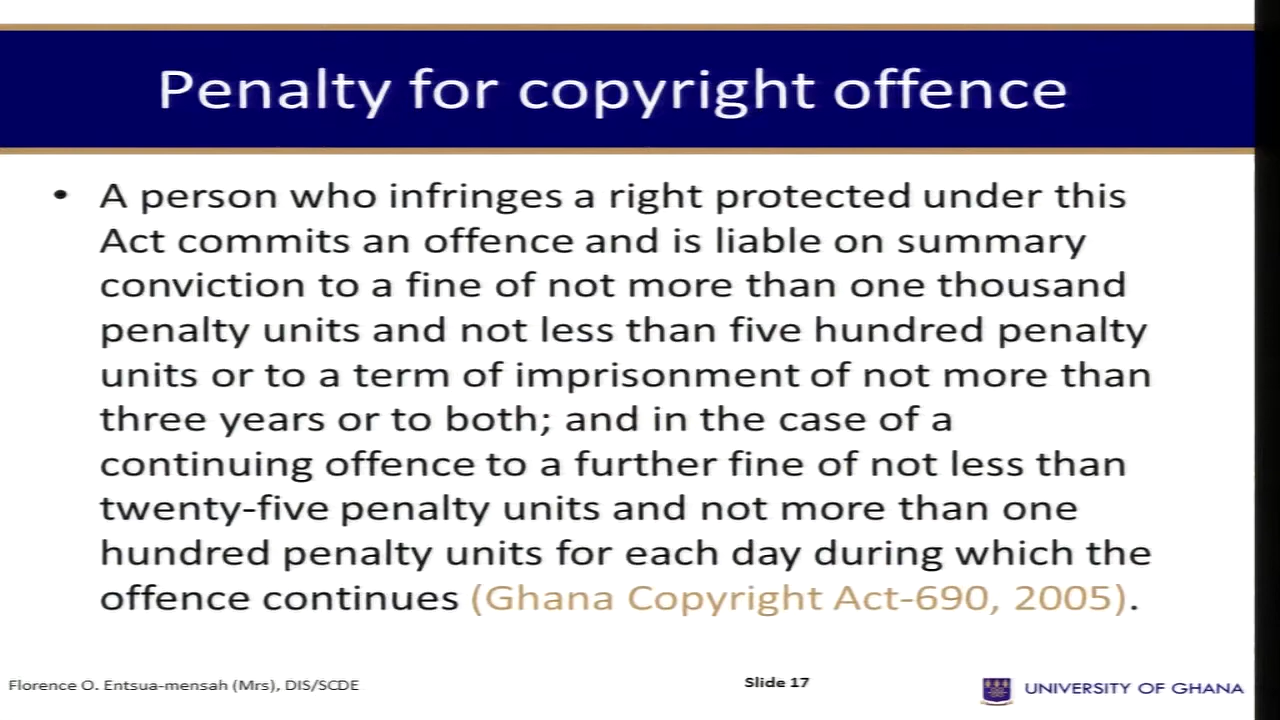 Penalty for copyright offence
• A person who infringes a right protected under this
Act commits an offence and is liable on summary
conviction to a fine of not more than one thousand
penalty units and not less than five hundred penalty
units or to a term of imprisonment of not more than
three years or to both; and in the case of a
continuing offence to a further fine of not less than
twenty-five penalty units and not more than one
hundred penalty units for each day during which the
offence continues (Ghana Copyright Act-690, 2005).
Florence O. Entsua-mensah (Mrs), DIS/SCDE
Slide 17
UNIVERSITY OF GHANA